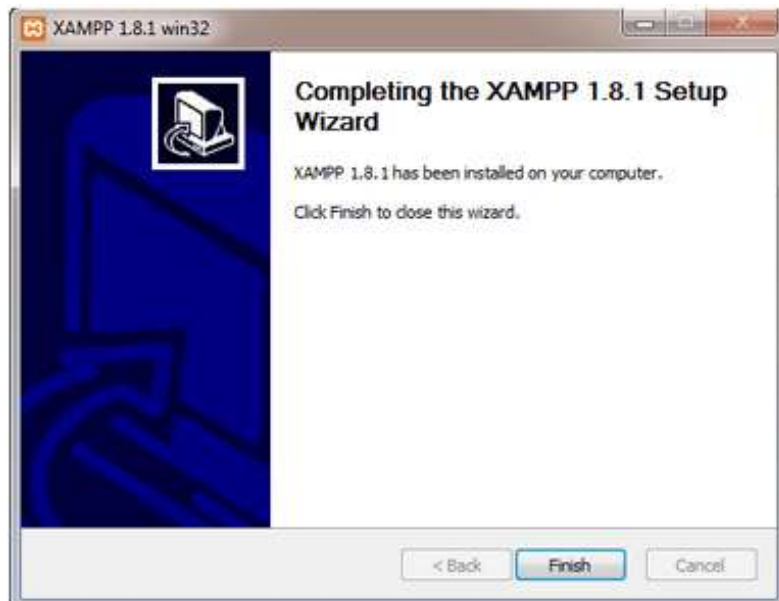 XAMPP 1.8.1 win32
Completing the XAMPP 1.8.1 Setup
Wizard
XAMPP 1.8.1 has been installed on your computer.
Click Finish to close this wizard.
< Back
Finish
Cancel